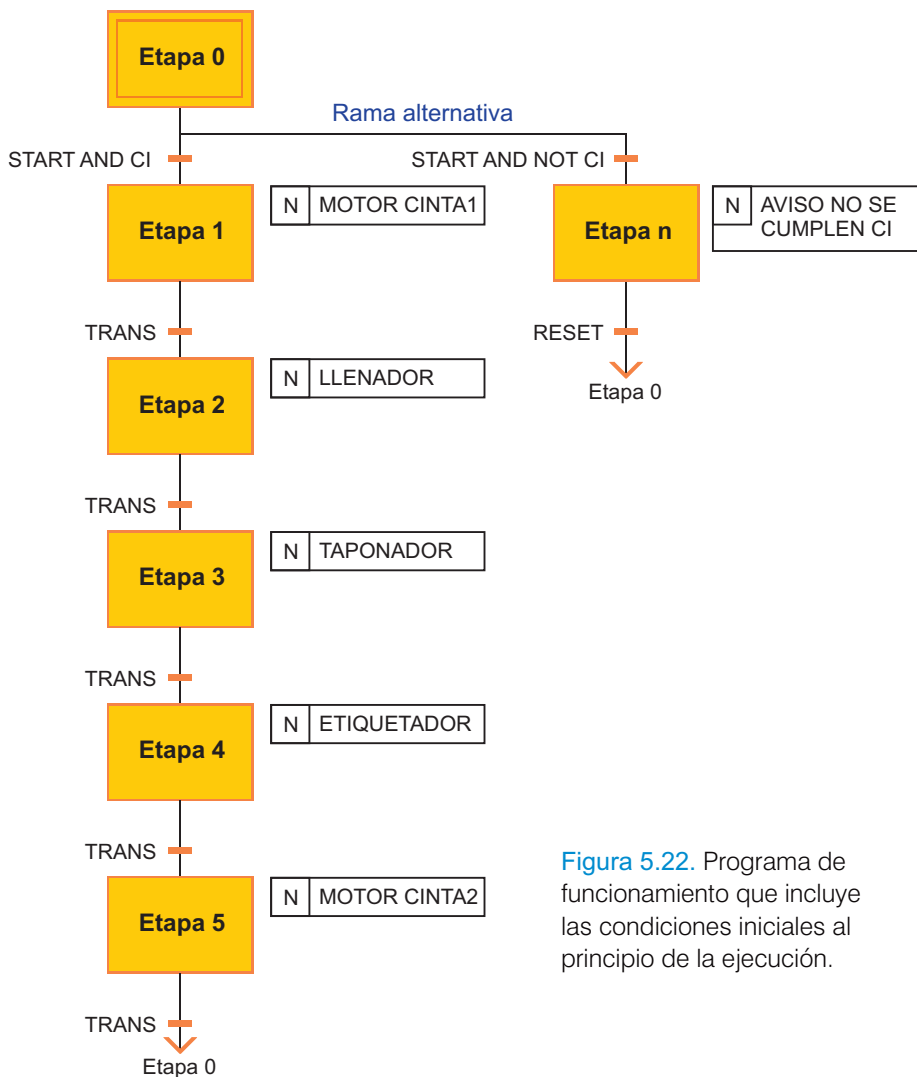 Etapa 0
Rama alternativa
START AND CI
START AND NOT CI
Etapa 1
N MOTOR CINTA1
Etapa n
N AVISO NO SE
CUMPLEN CI
TRANS
RESET
Etapa 2
N LLENADOR
Etapa 0
TRANS
Etapa 3
N TAPONADOR
TRANS
Etapa 4
N ETIQUETADOR
TRANS
Etapa 5
N MOTOR CINTA2
TRANS
Etapa 0
Figura 5.22. Programa de
funcionamiento que incluye
las condiciones iniciales al
principio de la ejecución.